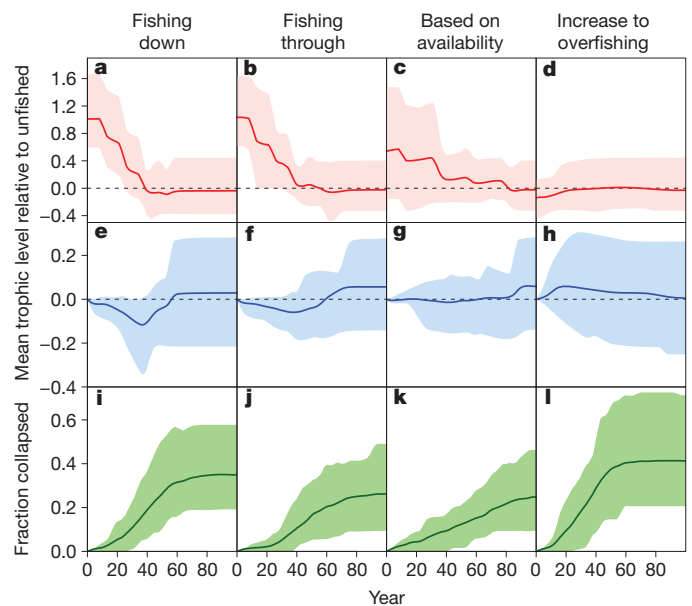 Fishing down
Fishing through
Based on availability
Increase to overfishing
Mean trophic level relative to unfished
a
b
c
d
1.6
1.2
0.8
0.4
0.0
−0.4
e
f
g
h
0.2
0.0
−0.2
−0.4
Fraction collapsed
i
j
k
l
0.6
0.4
0.2
0.0
0 20 40 60 80 0 20 40 60 80 0 20 40 60 80 0 20 40 60 80
Year